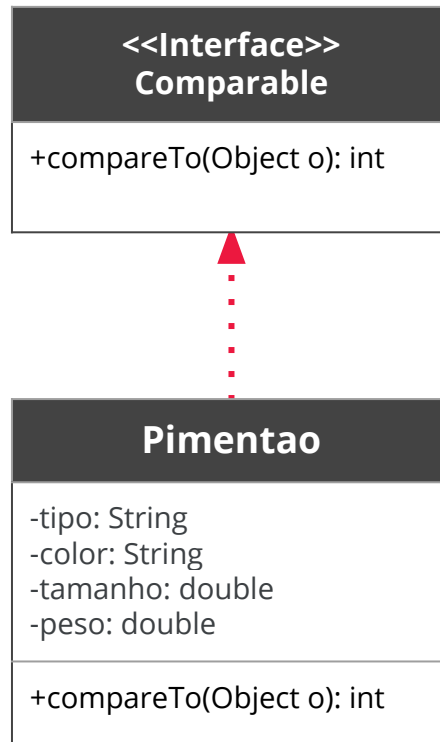 <<Interface>>
Comparable
+compareTo(Object o): int
Pimentao
-tipo: String
-color: String
-tamanho: double
-peso: double
+compareTo(Object o): int